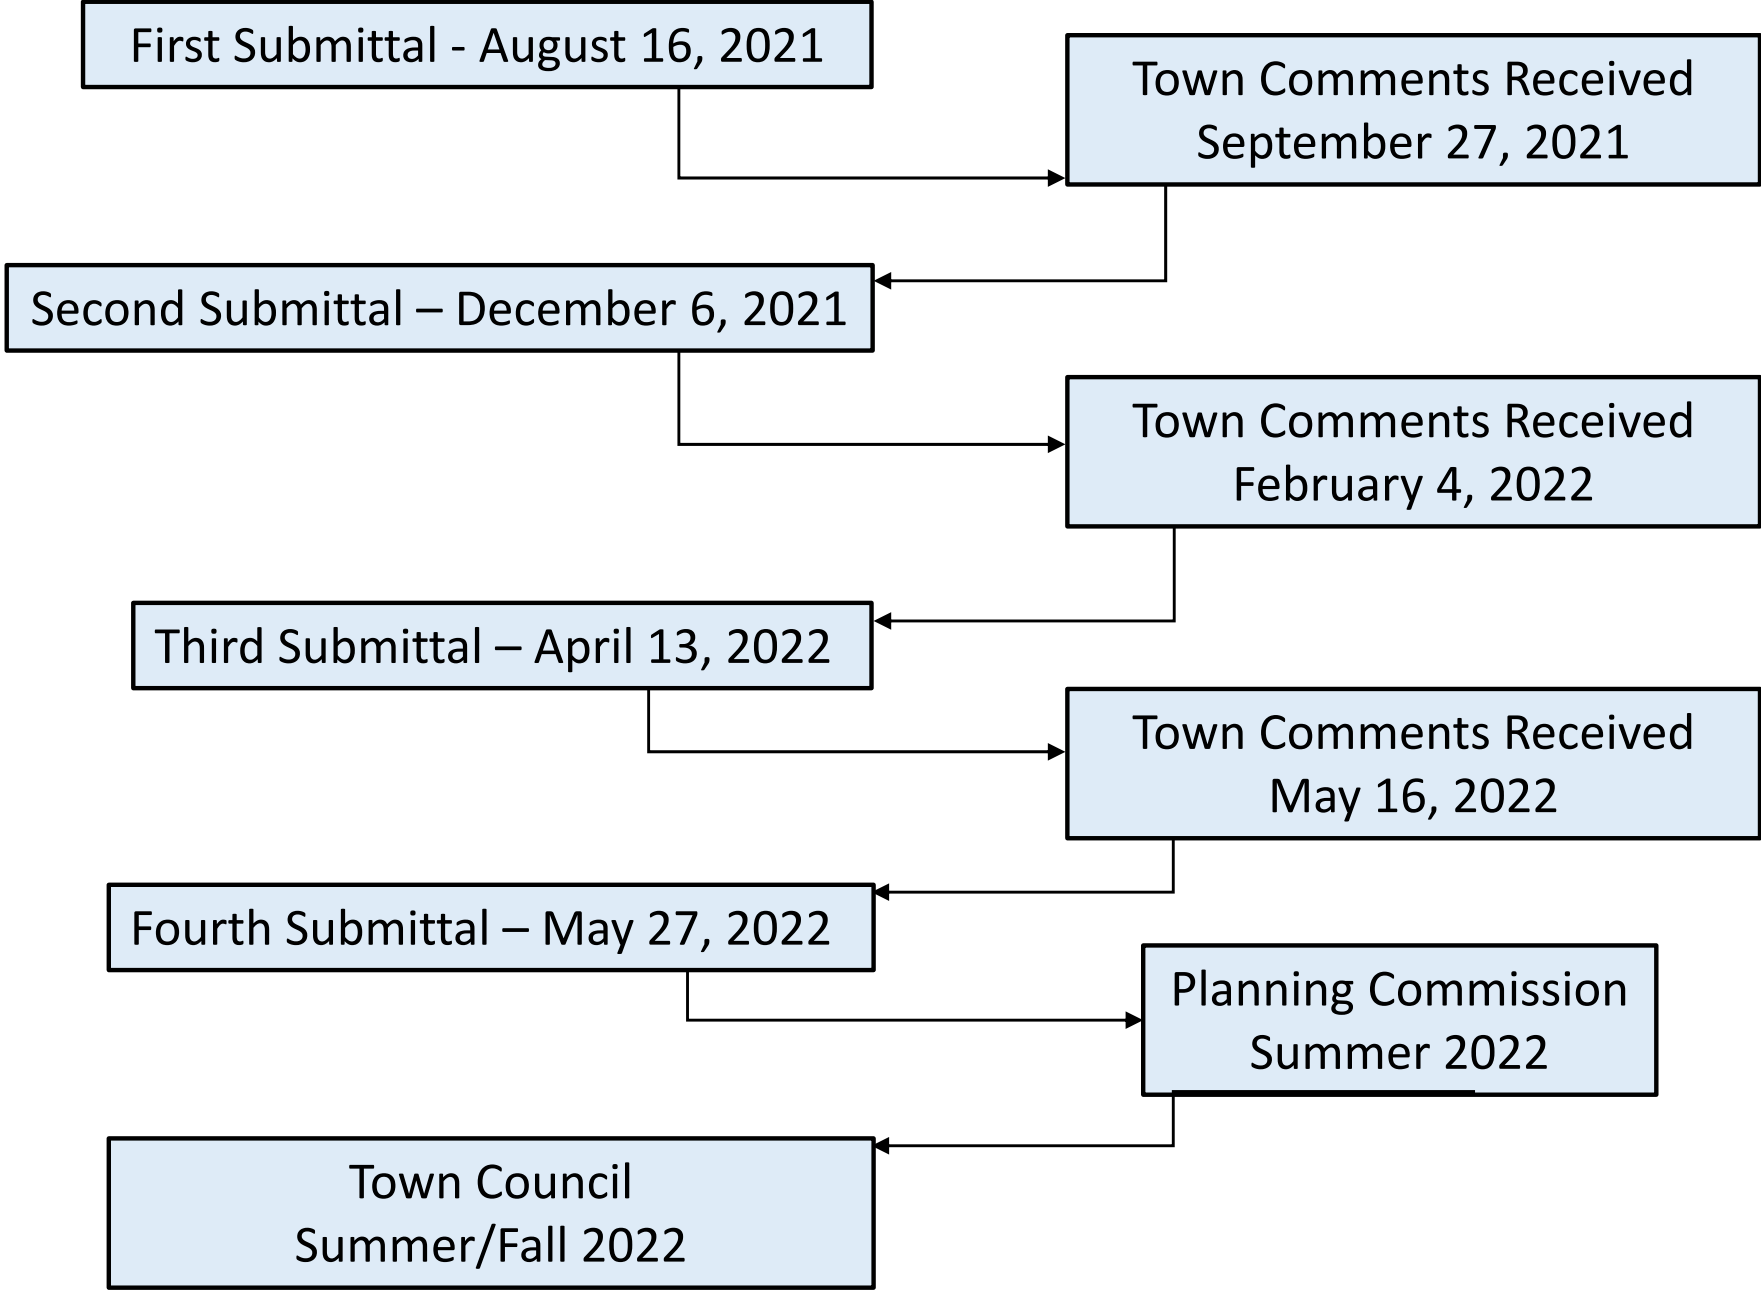 First Submittal - August 16, 2021
Town Comments Received
September 27, 2021
Second Submittal – December 6, 2021
Town Comments Received
February 4, 2022
Third Submittal – April 13, 2022
Town Comments Received
May 16, 2022
Fourth Submittal – May 27, 2022
Planning Commission
Summer 2022
Town Council
Summer/Fall 2022